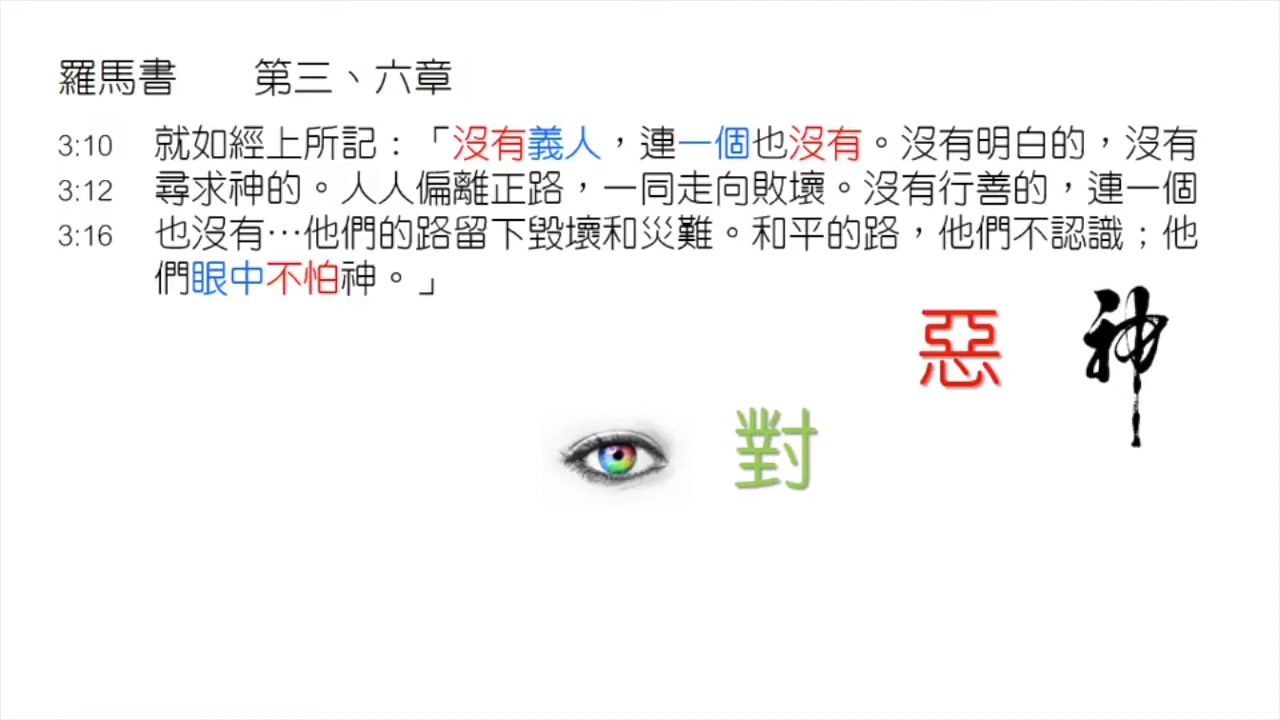 羅馬書 第三、六章
3:10 就如經上所記：「沒有義人，連一個也沒有。沒有明白的，沒有
3:12 尋求神的。人人偏離正路，一同走向敗壞。沒有行善的，連一個
3:16 也沒有…他們的路留下毀壞和災難。和平的路，他們不認識；他
們眼中不怕神。」
惡 神
對